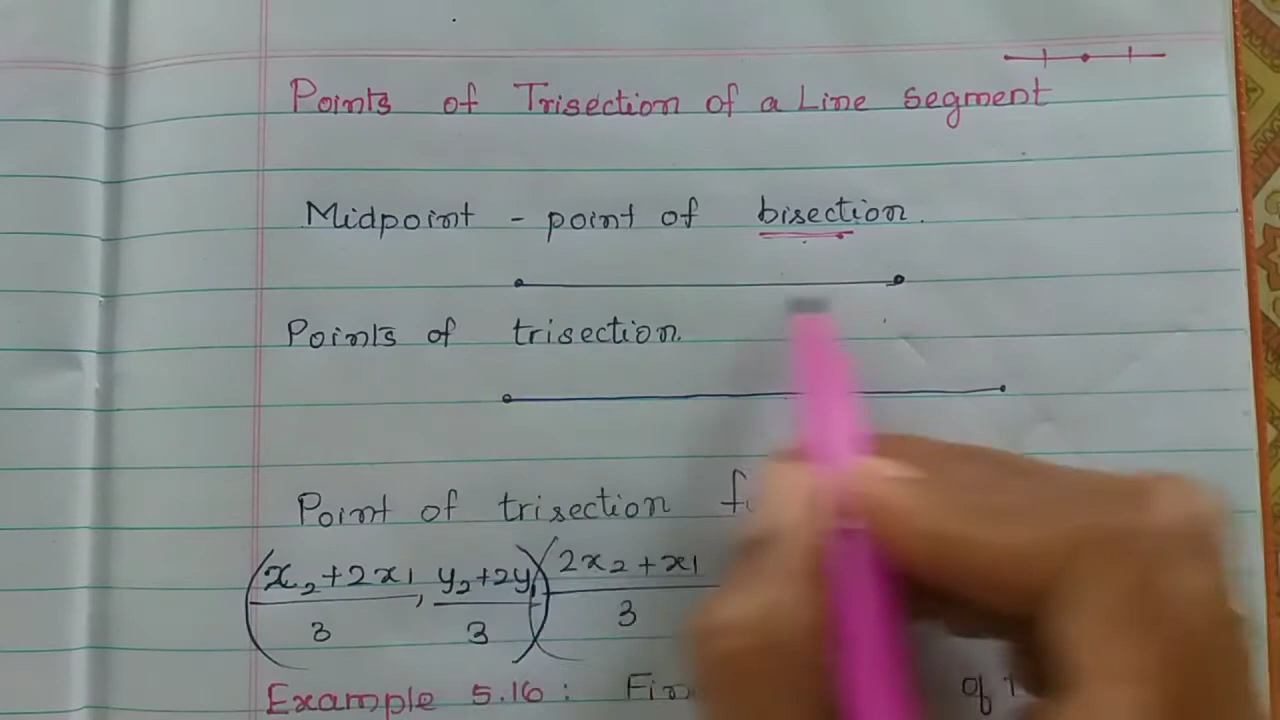 Points of Trisection of a Line segment
Midpoint - point of bisection.
Points of trisection.
Point of trisection
(x₂+2x₁/3, y₂+2y₁/3) (2x₂+x₁/3
Example 5.16: of